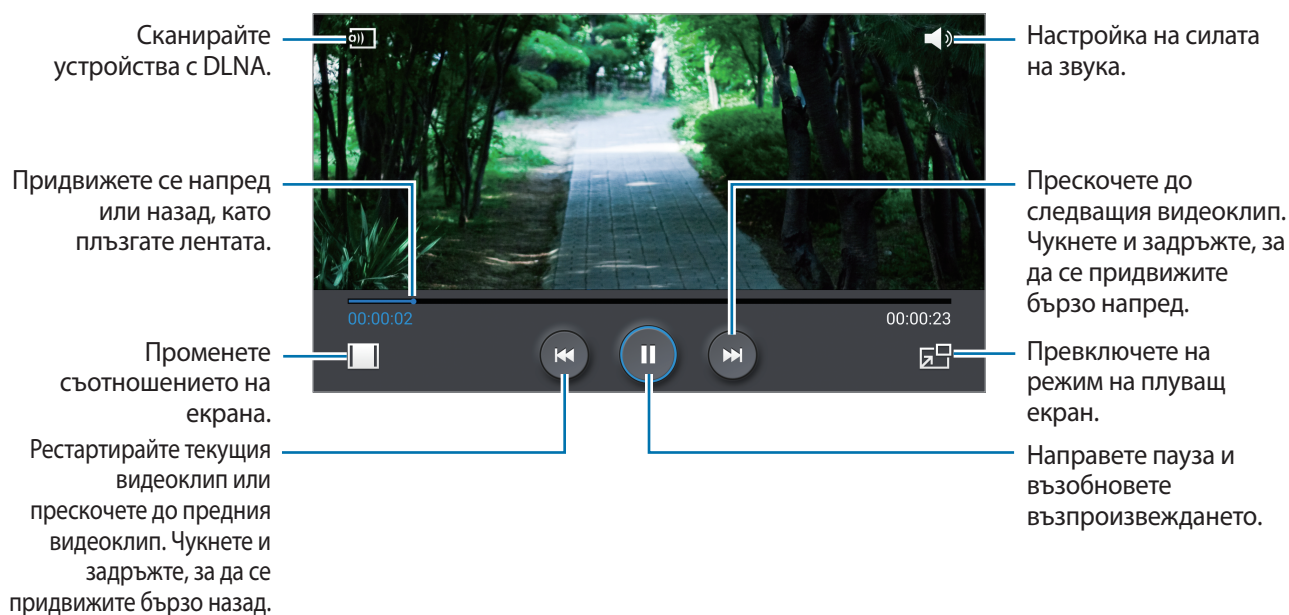 Сканирайте
устройства с DLNA.
Придвижете се напред
или назад, като
плъзгате лентата.
Променете
съотношението на
екрана.
Рестартирайте текущия
видеоклип или
прескочете до предния
видеоклип. Чукнете и
задръжте, за да се
придвижите бързо назад.
00:00:02
00:00:23
Настройка на силата
на звука.
Прескочете до
следващия видеоклип.
Чукнете и задръжте, за
да се придвижите
бързо напред.
Превключете на
режим на плуващ
екран.
Направете пауза и
възобновете
възпроизвеждането.